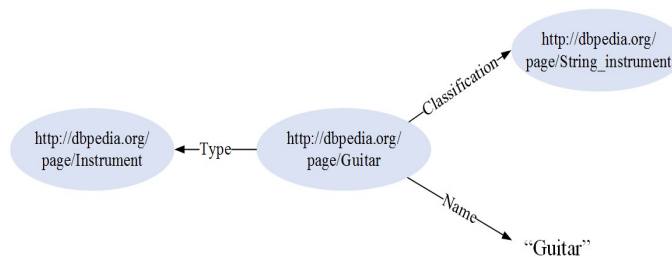 http://dbpedia.org/
page/String_instrument
Classification
http://dbpedia.org/
page/Instrument
Type
http://dbpedia.org/
page/Guitar
Name
“Guitar”